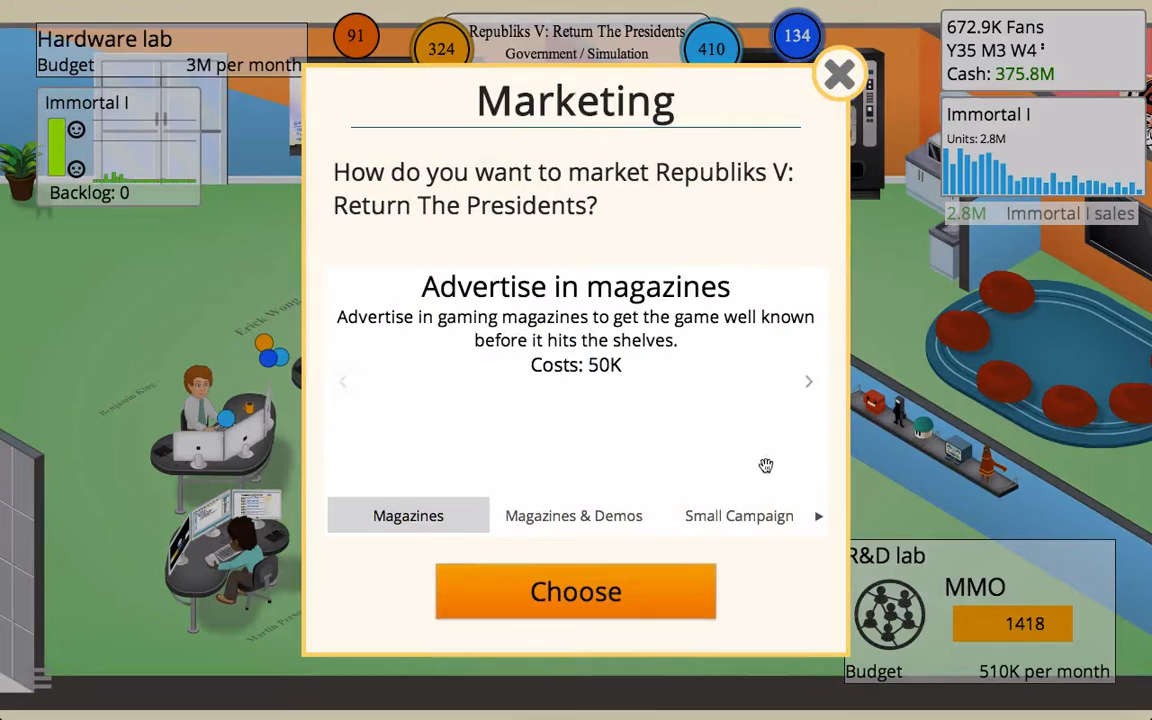 Hardware lab
Budget 3M per month
Immortal I
Backlog: 0
91
324
Republiks V: Return The Presidents
Government / Simulation
410
134
672.9K Fans
Y35 M3 W4
Cash: 375.8M
Immortal I
Units: 2.8M
2.8M Immortal I sales
Marketing
How do you want to market Republiks V:
Return The Presidents?
Advertise in magazines
Advertise in gaming magazines to get the game well known
before it hits the shelves.
Costs: 50K
Magazines Magazines & Demos Small Campaign
Choose
Erick Wong
Benjamin King
R&D lab
MMO
1418
Budget 510K per month